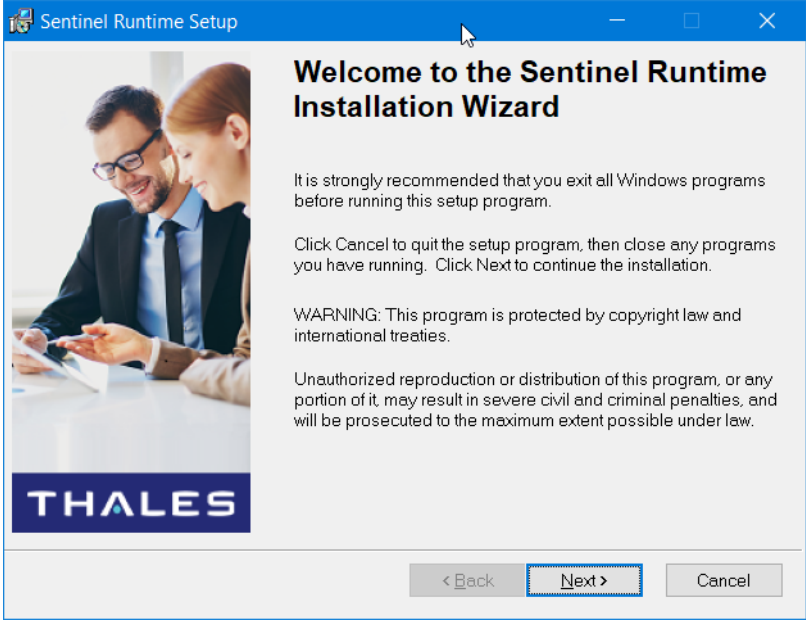 Sentinel Runtime Setup
Welcome to the Sentinel Runtime
Installation Wizard
It is strongly recommended that you exit all Windows programs
before running this setup program.
Click Cancel to quit the setup program, then close any programs
you have running.  Click Next to continue the installation.
WARNING: This program is protected by copyright law and
international treaties.
Unauthorized reproduction or distribution of this program, or any
portion of it, may result in severe civil and criminal penalties, and
will be prosecuted to the maximum extent possible under law.
THALES
< Back
Next >
Cancel